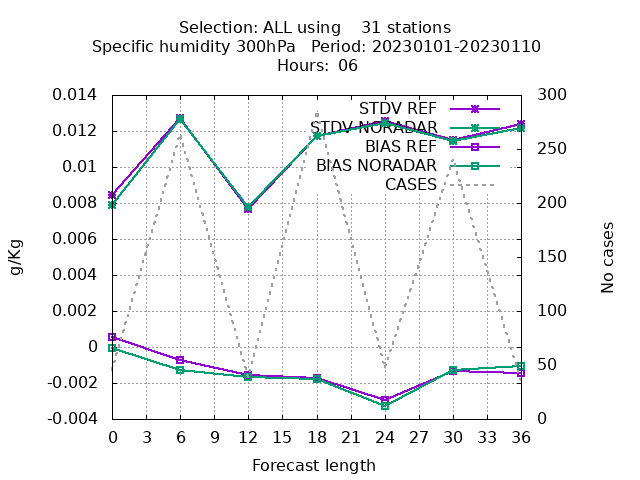 Selection: ALL using    31 stations
Specific humidity 300hPa   Period: 20230101-20230110
Hours: 06
0.014
0.012
0.01
0.008
0.006
0.004
0.002
0
-0.002
-0.004
g/Kg
STDV REF
STDV NORADAR
BIAS REF
BIAS NORADAR
CASES
300
250
200
150
100
50
0
No cases
0 3 6 9 12 15 18 21 24 27 30 33 36
Forecast length